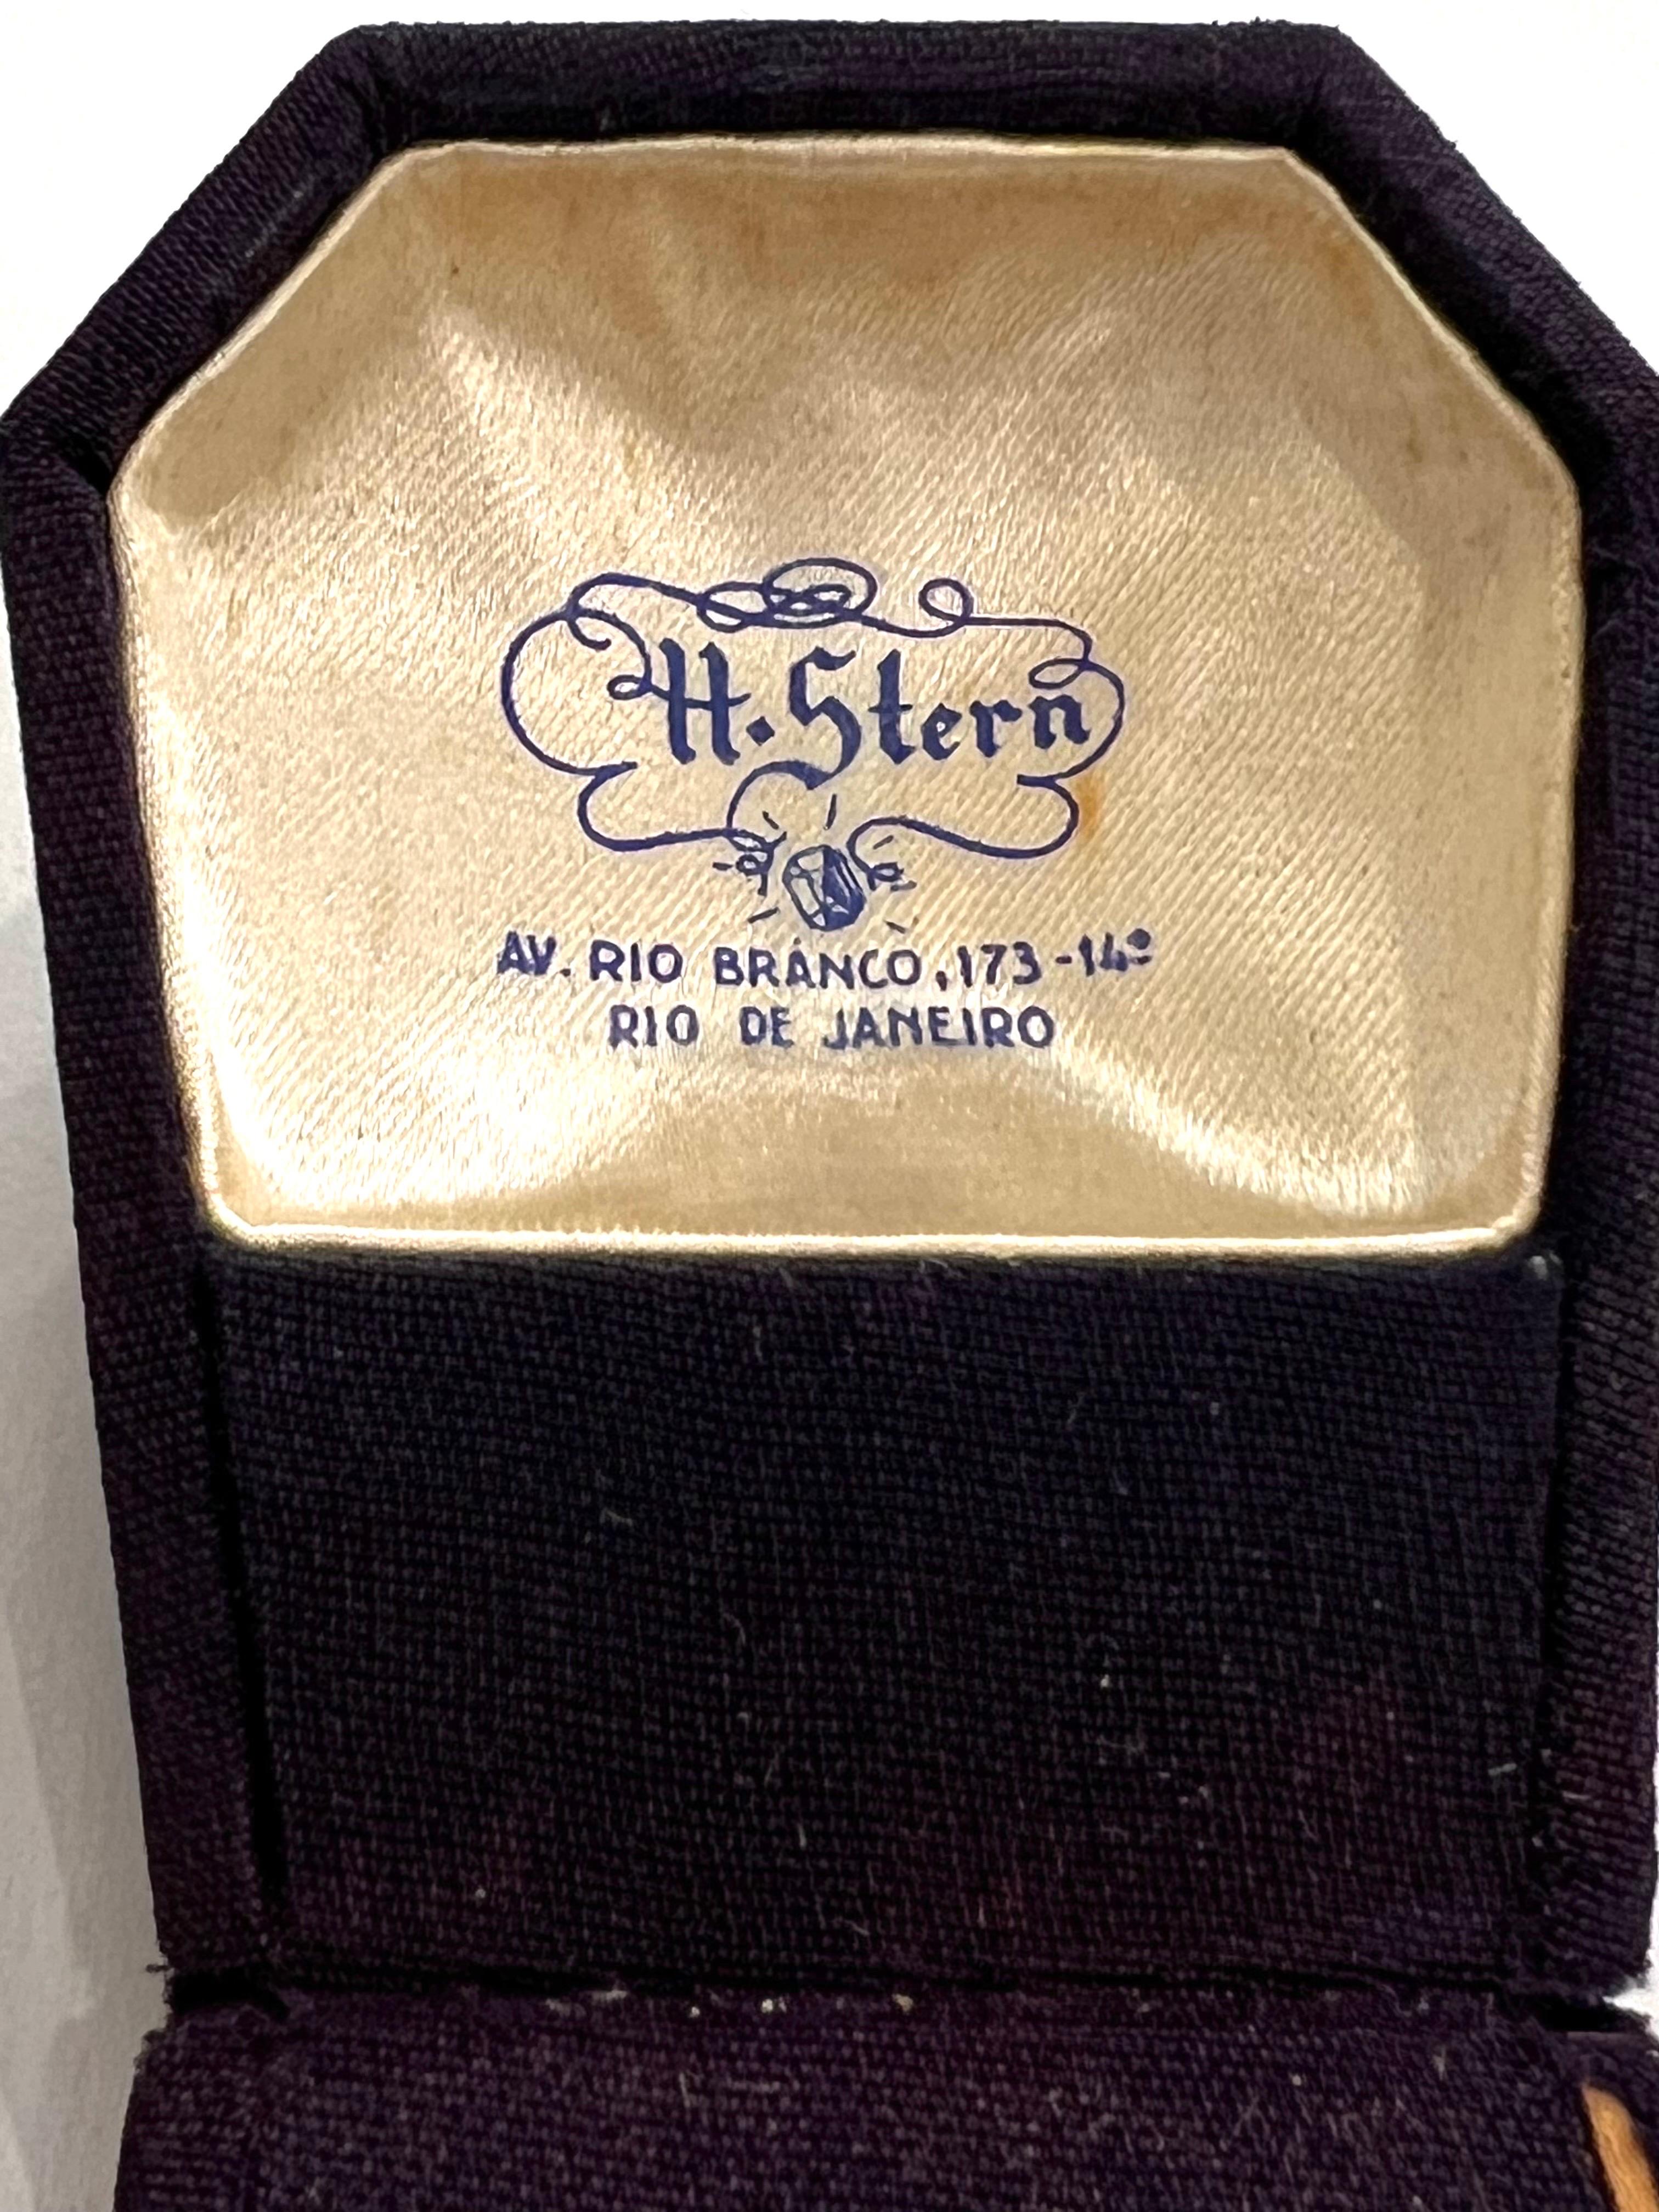 H. Stern
AV. RIO BRANCO, 173-14º
RIO DE JANEIRO